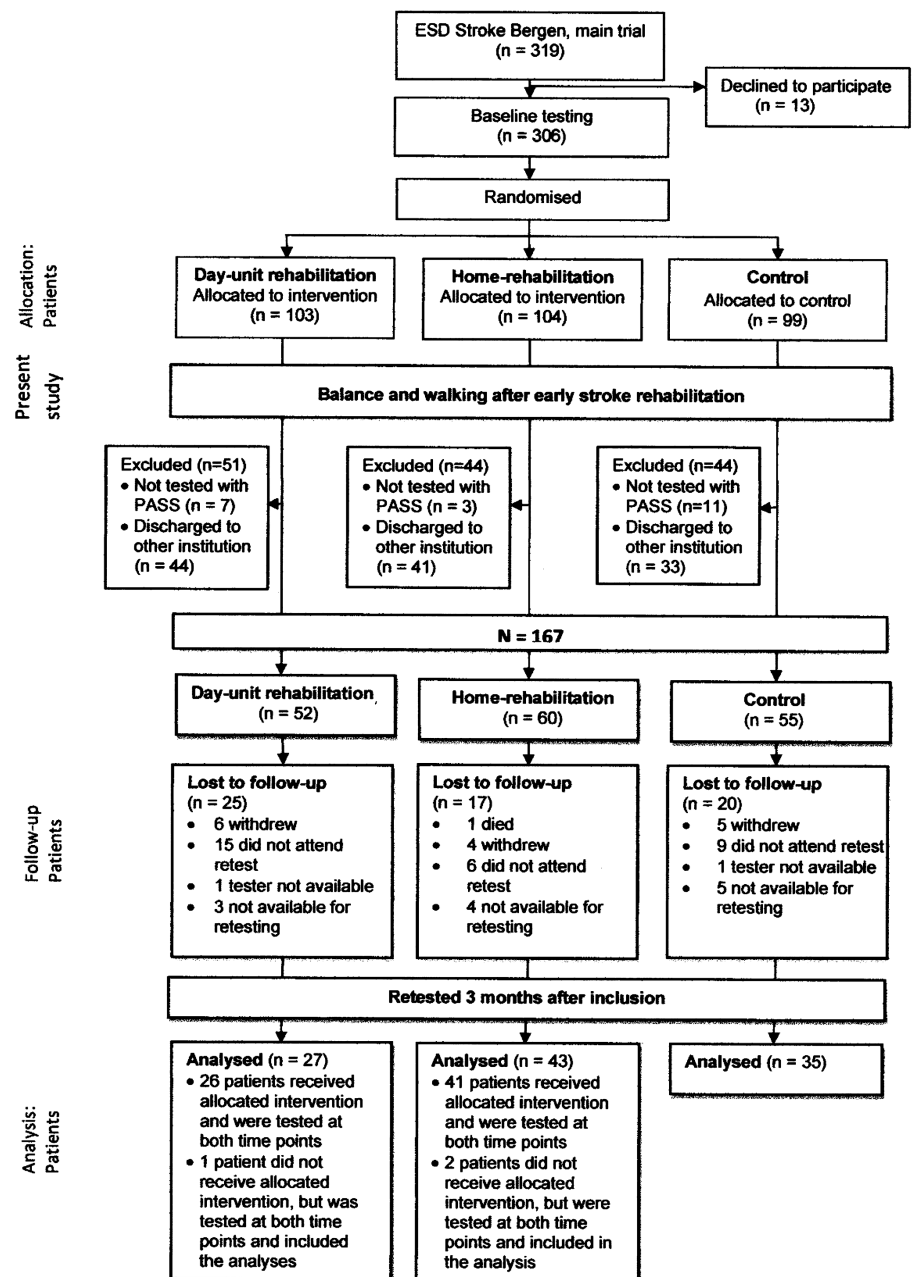 ESD Stroke Bergen, main trial
(n = 319)
Declined to participate
(n = 13)
Baseline testing
(n = 306)
Randomised
Allocation:
Patients
Day-unit rehabilitation
Allocated to intervention
(n = 103)
Home-rehabilitation
Allocated to intervention
(n = 104)
Control
Allocated to control
(n = 99)
Present
study
Balance and walking after early stroke rehabilitation
Excluded (n=51)
• Not tested with
PASS (n = 7)
• Discharged to
other institution
(n = 44)
Excluded (n=44)
• Not tested with
PASS (n = 3)
• Discharged to
other institution
(n = 41)
Excluded (n=44)
• Not tested with
PASS (n=11)
• Discharged to
other institution
(n = 33)
N = 167
Day-unit rehabilitation
(n = 52)
Home-rehabilitation
(n = 60)
Control
(n = 55)
Follow-up
Patients
Lost to follow-up
(n = 25)
• 6 withdrew
• 15 did not attend
retest
• 1 tester not available
• 3 not available for
retesting
Lost to follow-up
(n = 17)
• 1 died
• 4 withdrew
• 6 did not attend
retest
• 4 not available for
retesting
Lost to follow-up
(n = 20)
• 5 withdrew
• 9 did not attend retest
• 1 tester not available
• 5 not available for
retesting
Retested 3 months after inclusion
Analysis:
Patients
Analysed (n = 27)
• 26 patients received
allocated intervention
and were tested at
both time points
• 1 patient did not
receive allocated
intervention, but was
tested at both time
points and included
the analyses
Analysed (n = 43)
• 41 patients received
allocated intervention
and were tested at
both time points
• 2 patients did not
receive allocated
intervention, but were
tested at both time
points and included in
the analysis
Analysed (n = 35)